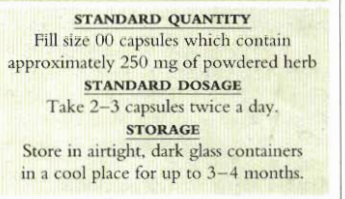 STANDARD QUANTITY
Fill size 00 capsules which contain
approximately 250 mg of powdered herb
STANDARD DOSAGE
Take 2–3 capsules twice a day.
STORAGE
Store in airtight, dark glass containers
in a cool place for up to 3–4 months.